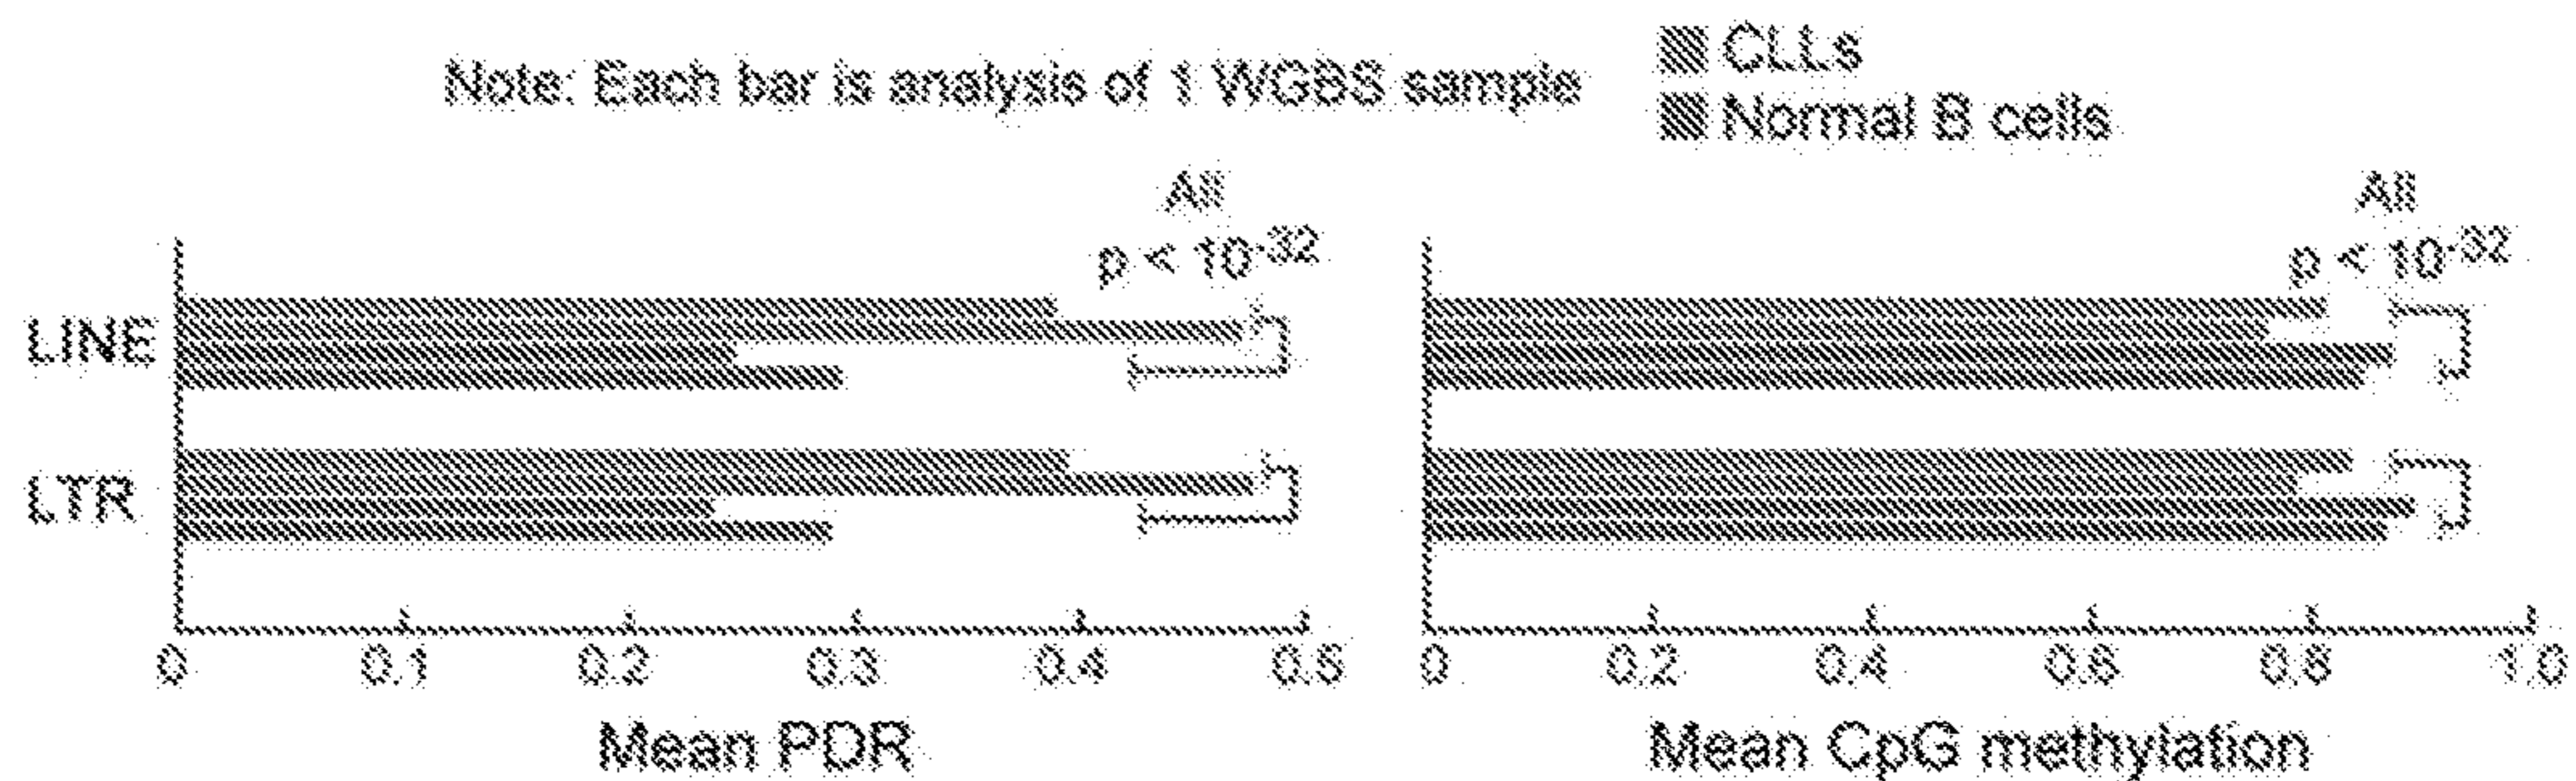 Note: Each bar is analysis of 1 WGBS sample
CLLs
Normal B cells
All
p < 10-32
All
p < 10-32
LINE
LTR
0 0.1 0.2 0.3 0.4 0.5
0 0.2 0.4 0.6 0.8 1.0
Mean PDR
Mean CpG methylation